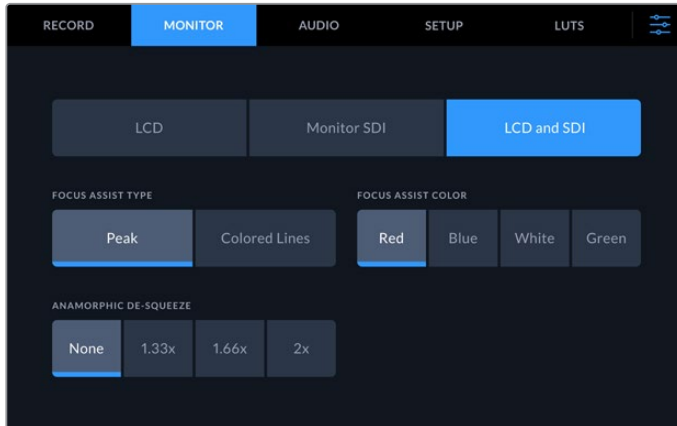 RECORD MONITOR AUDIO SETUP LUTS
LCD Monitor SDI LCD and SDI
FOCUS ASSIST TYPE FOCUS ASSIST COLOR
Peak Colored Lines Red Blue White Green
ANAMORPHIC DE-SQUEEZE
None 1.33x 1.66x 2x